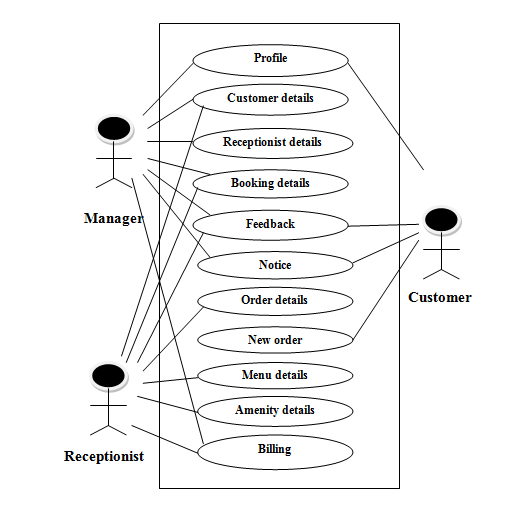 Profile
Customer details
Receptionist details
Booking details
Manager
Feedback
Notice
Customer
Order details
New order
Menu details
Amenity details
Billing
Receptionist